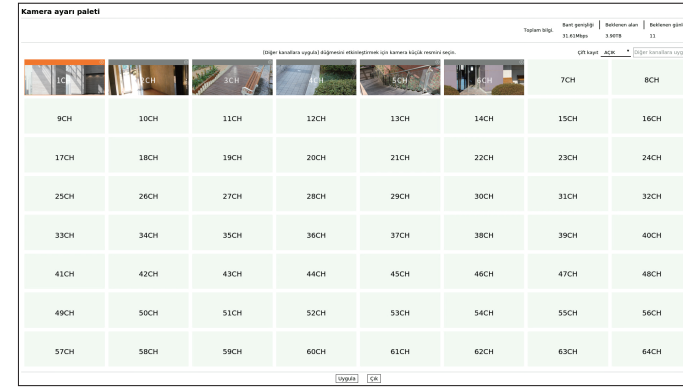 Kamera ayarı paleti
Toplam bilgi. Bant genişliği Beklenen alan Beklenen günl
31.61Mbps 3.90TB 11
[Diğer kanallara uygula] düğmesini etkinleştirmek için kamera küçük resmini seçin. Çift kayıt AÇIK Diğer kanallara uyg
1CH 2CH 3CH 4CH 5CH 6CH 7CH 8CH
9CH 10CH 11CH 12CH 13CH 14CH 15CH 16CH
17CH 18CH 19CH 20CH 21CH 22CH 23CH 24CH
25CH 26CH 27CH 28CH 29CH 30CH 31CH 32CH
33CH 34CH 35CH 36CH 37CH 38CH 39CH 40CH
41CH 42CH 43CH 44CH 45CH 46CH 47CH 48CH
49CH 50CH 51CH 52CH 53CH 54CH 55CH 56CH
57CH 58CH 59CH 60CH 61CH 62CH 63CH 64CH
Uygula Çık